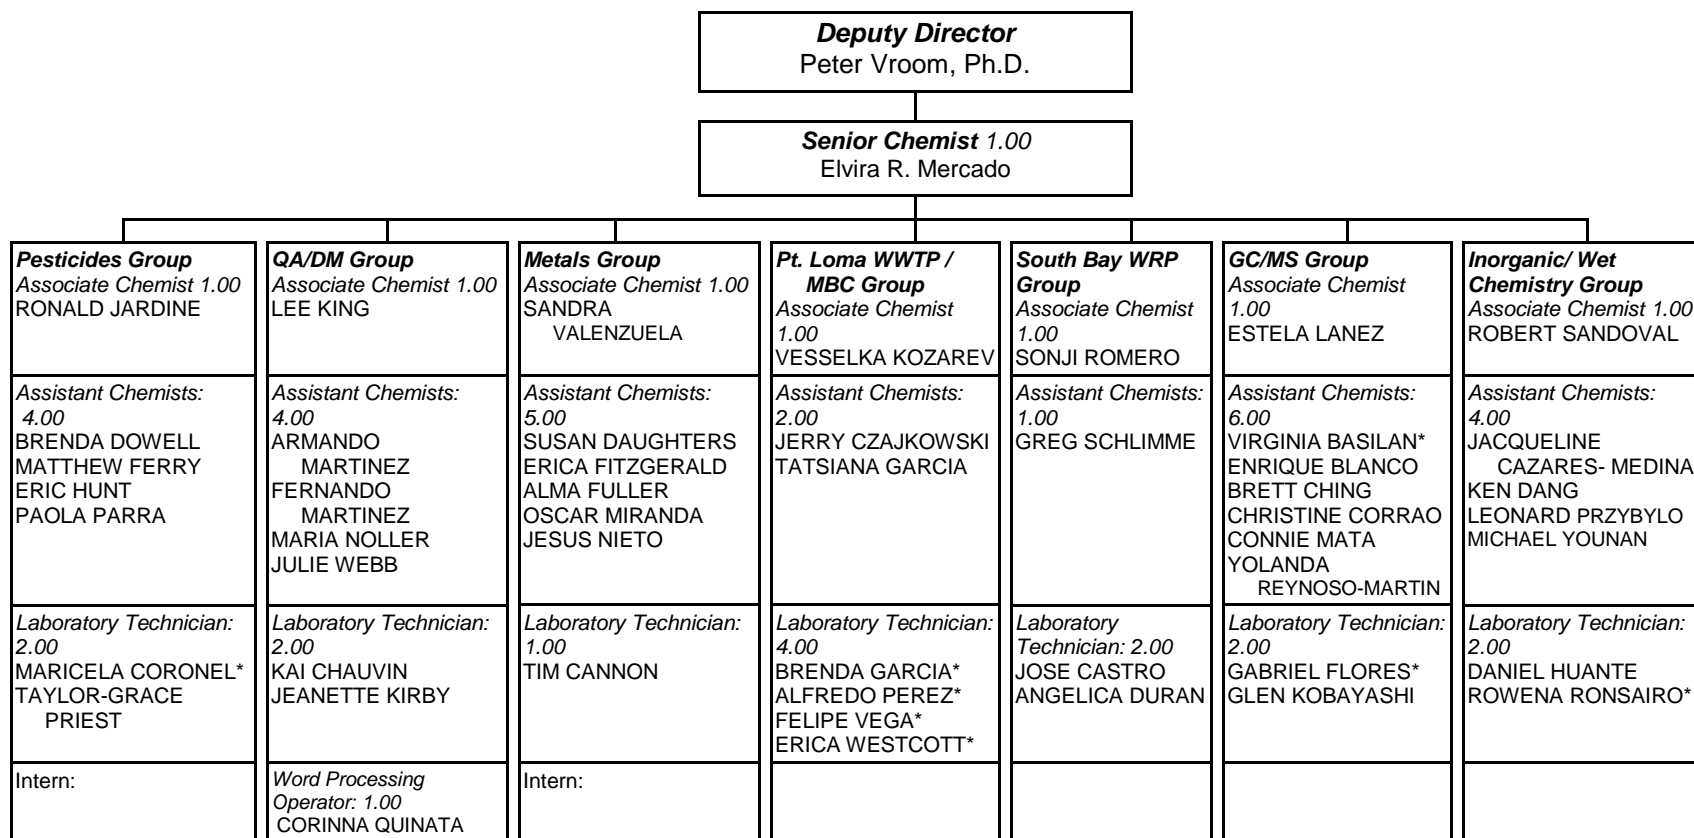 Deputy Director
Peter Vroom, Ph.D.
Senior Chemist 1.00
Elvira R. Mercado
Pesticides Group
Associate Chemist 1.00
RONALD JARDINE
Assistant Chemists:
4.00
BRENDA DOWELL
MATTHEW FERRY
ERIC HUNT
PAOLA PARRA
Laboratory Technician:
2.00
MARICELA CORONEL*
TAYLOR-GRACE
PRIEST
Intern:
QA/DM Group
Associate Chemist 1.00
LEE KING
Assistant Chemists:
4.00
ARMANDO
MARTINEZ
FERNANDO
MARTINEZ
MARIA NOLLER
JULIE WEBB
Laboratory Technician:
2.00
KAI CHAUVIN
JEANETTE KIRBY
Word Processing
Operator: 1.00
CORINNA QUINATA
Metals Group
Associate Chemist 1.00
SANDRA
VALENZUELA
Assistant Chemists:
5.00
SUSAN DAUGHTERS
ERICA FITZGERALD
ALMA FULLER
OSCAR MIRANDA
JESUS NIETO
Laboratory Technician:
1.00
TIM CANNON
Intern:
Pt. Loma WWTP /
MBC Group
Associate Chemist
1.00
VESSELKA KOZAREV
Assistant Chemists:
2.00
JERRY CZAJKOWSKI
TATSIANA GARCIA
Laboratory Technician:
4.00
BRENDA GARCIA*
ALFREDO PEREZ*
FELIPE VEGA*
ERICA WESTCOTT*
South Bay WRP
Group
Associate Chemist
1.00
SONJI ROMERO
Assistant Chemists:
1.00
GREG SCHLIMME
Laboratory
Technician: 2.00
JOSE CASTRO
ANGELICA DURAN
GC/MS Group
Associate Chemist
1.00
ESTELA LANEZ
Assistant Chemists:
6.00
VIRGINIA BASILAN*
ENRIQUE BLANCO
BRETT CHING
CHRISTINE CORRAO
CONNIE MATA
YOLANDA
REYNOSO-MARTIN
Laboratory Technician:
2.00
GABRIEL FLORES*
GLEN KOBAYASHI
Inorganic/ Wet
Chemistry Group
Associate Chemist 1.00
ROBERT SANDOVAL
Assistant Chemists:
4.00
JACQUELINE
CAZARES- MEDINA
KEN DANG
LEONARD PRZYBYLO
MICHAEL YOUNAN
Laboratory Technician:
2.00
DANIEL HUANTE
ROWENA RONSAIRO*